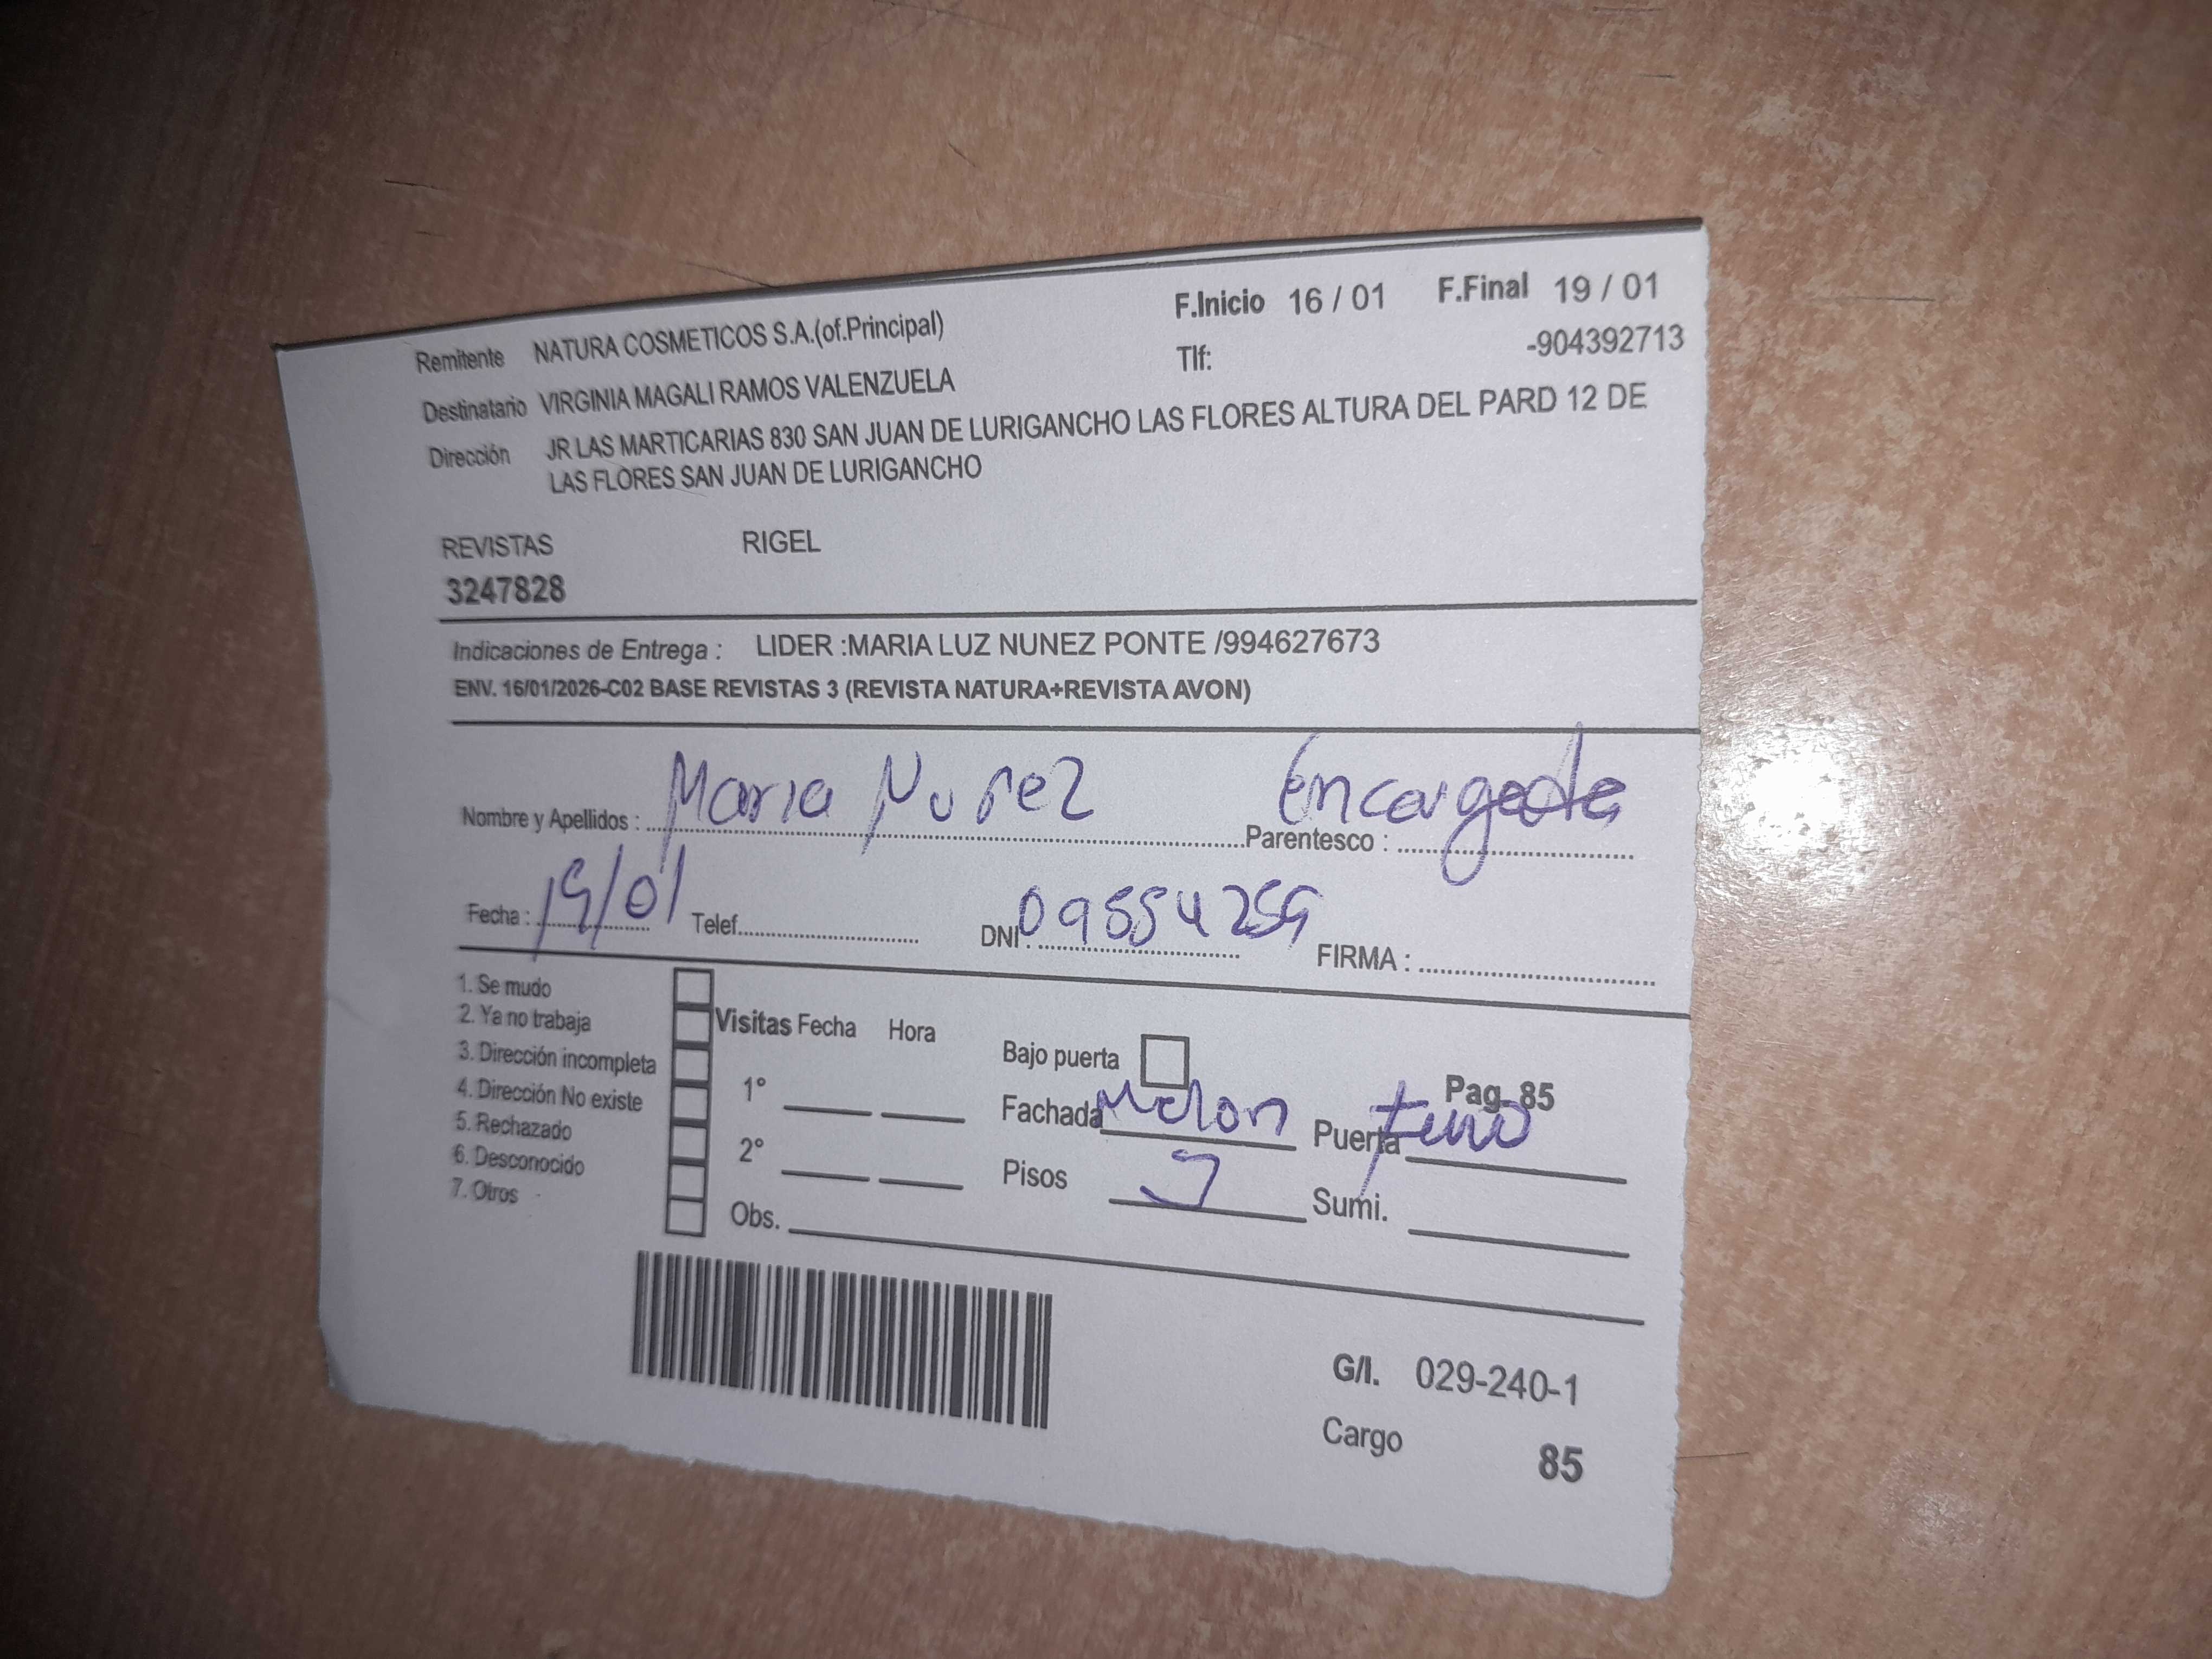 F.Inicio 16 / 01 F.Final 19 / 01
Remitente NATURA COSMETICOS S.A.(of.Principal)
Tlf: -904392713
Destinatario VIRGINIA MAGALI RAMOS VALENZUELA
Dirección JR LAS MARTICARIAS 830 SAN JUAN DE LURIGANCHO LAS FLORES ALTURA DEL PARD 12 DE
LAS FLORES SAN JUAN DE LURIGANCHO
REVISTAS RIGEL
3247828
Indicaciones de Entrega : LIDER :MARIA LUZ NUNEZ PONTE /994627673
ENV. 16/01/2026-C02 BASE REVISTAS 3 (REVISTA NATURA+REVISTA AVON)
Nombre y Apellidos : Maria Nuñez Parentesco : Encargada
Fecha : 19/01 Telef. DNI : FIRMA :
1. Se mudo
2. Ya no trabaja
3. Dirección incompleta
4. Dirección No existe
5. Rechazado
6. Desconocido
7. Otros
Visitas Fecha Hora
1°
2°
Obs.
Bajo puerta
Pag. 85
Fachada Melon Puerta
Pisos Sumi.
G/I. 029-240-1
Cargo 85